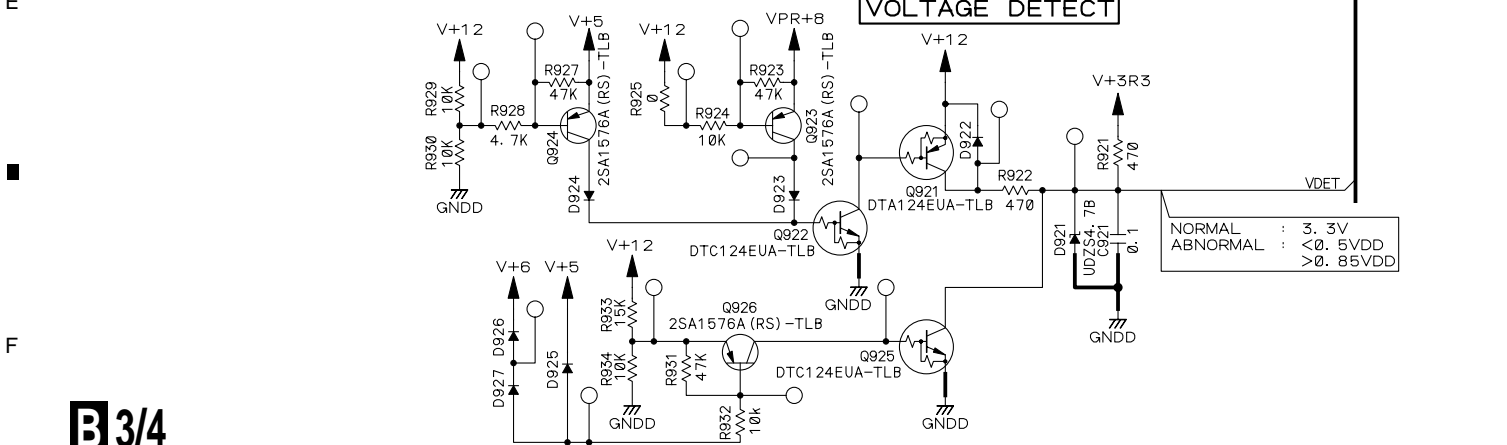 E
VOLTAGE DETECT
V+12
V+5
V+12
VPR+8
V+12
V+3R3
R929
10K
R927
47K
R928
4. 7K
R930
10K
GNDD
Q924
2SA1576A(RS)-TLB
D924
R925
0
R923
47K
R924
10K
Q923
2SA1576A(RS)-TLB
D923
Q922
DTC124EUA-TLB
GNDD
Q921
DTA124EUA-TLB
D922
R922
470
R921
470
VDET
D921
UDZS4. 7B
C921
0. 1
GNDD
NORMAL : 3. 3V
ABNORMAL : <0. 5VDD
>0. 85VDD
V+6
V+5
V+12
D926
D927
D925
R933
15K
R934
10K
GNDD
R931
47K
Q926
2SA1576A(RS)-TLB
R932
10k
Q925
DTC124EUA-TLB
GNDD
F
B 3/4